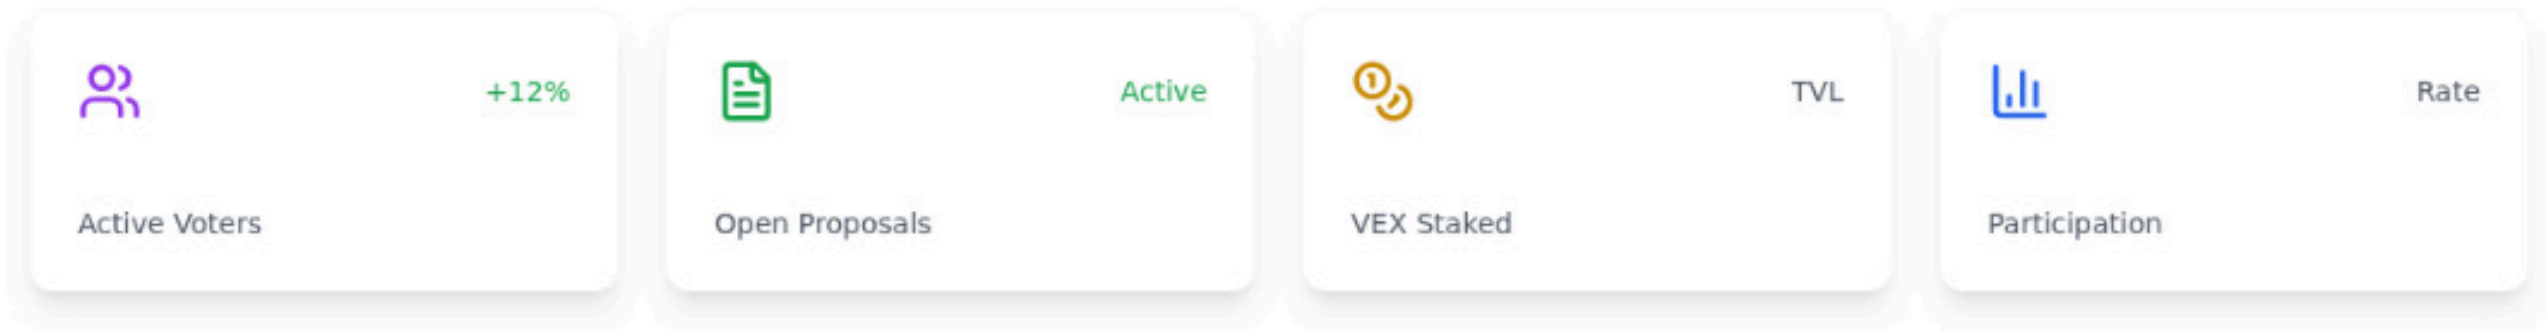 +12%
Active Voters
Active
Open Proposals
TVL
VEX Staked
Rate
Participation